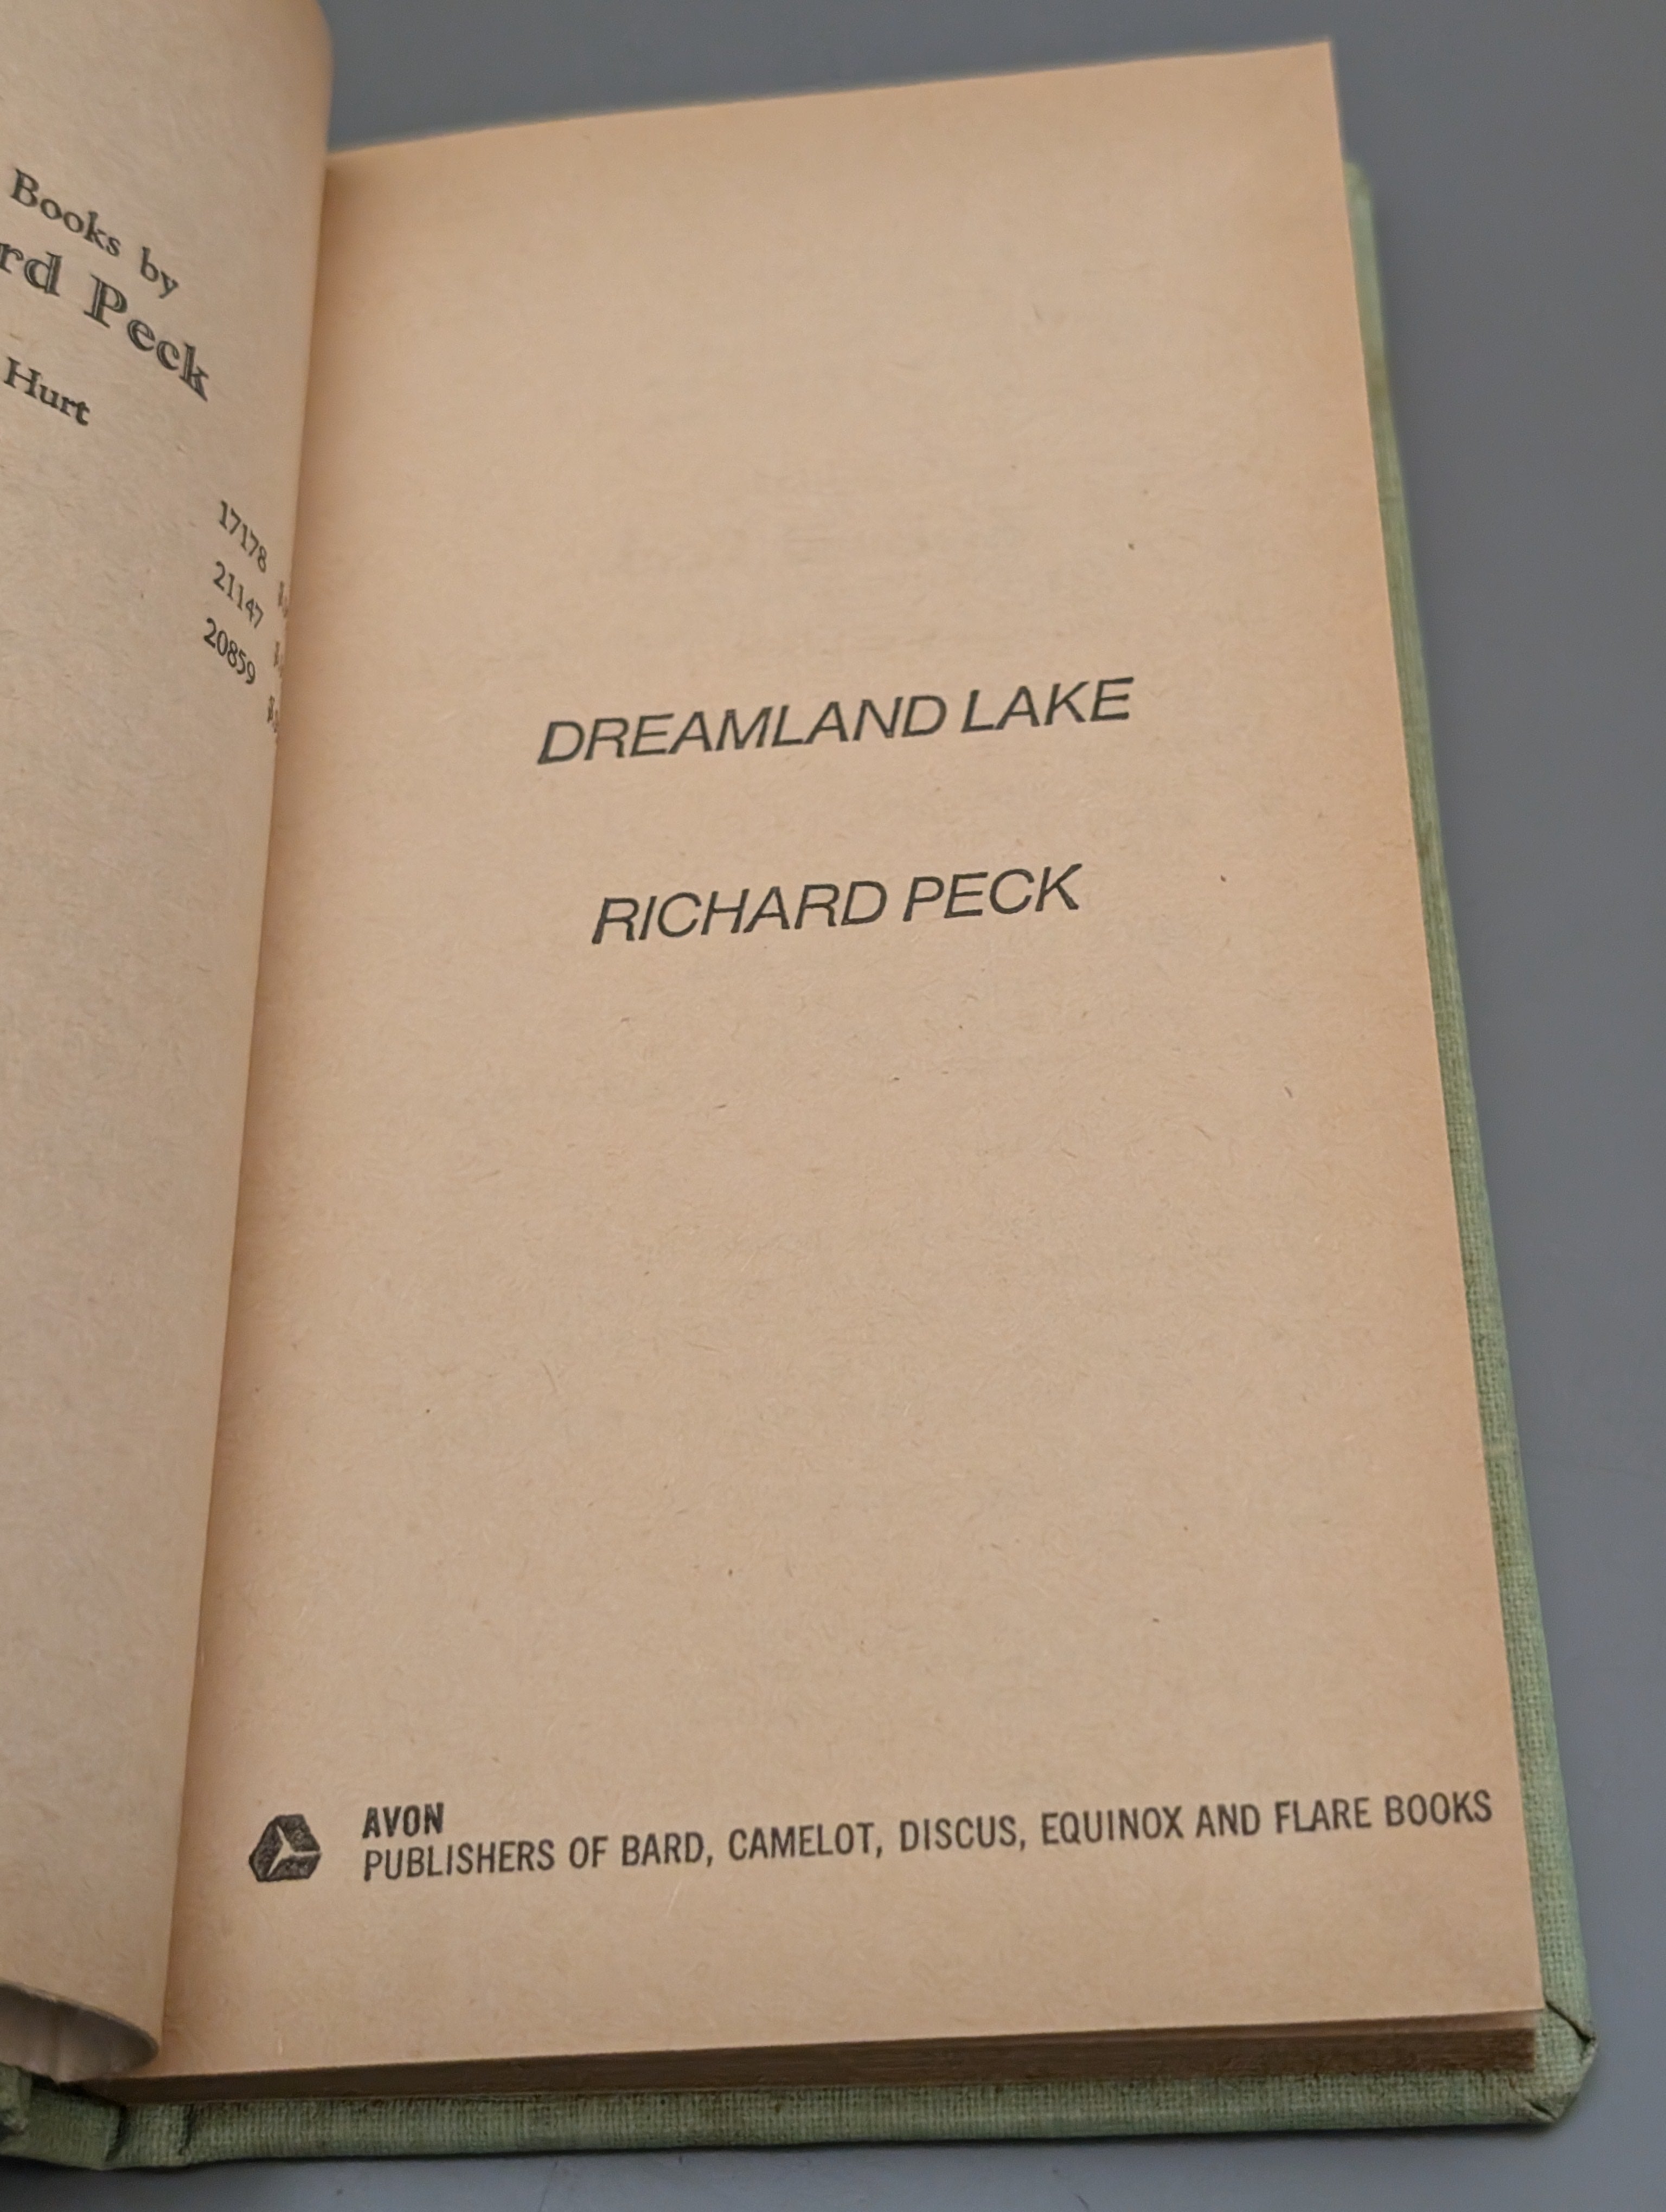 Books by
rd Peck
Hurt
17178
21147
20859
DREAMLAND LAKE
RICHARD PECK
AVON
PUBLISHERS OF BARD, CAMELOT, DISCUS, EQUINOX AND FLARE BOOKS